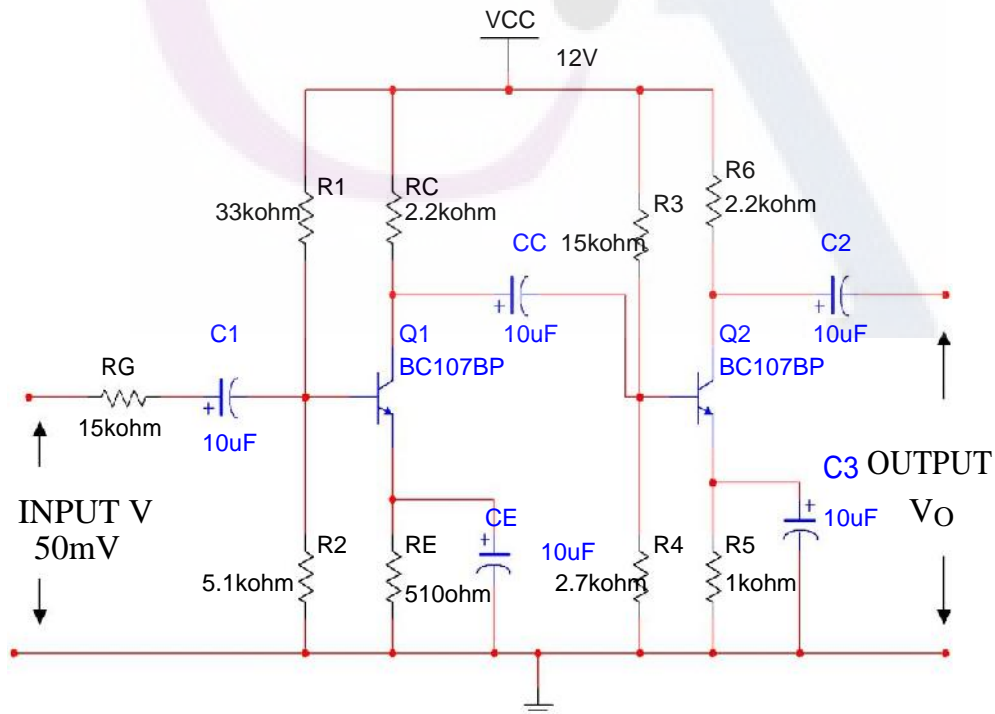 VCC
12V
R1
33kohm
RC
2.2kohm
R3
15kohm
R6
2.2kohm
CC
10uF
C2
10uF
C1
10uF
Q1
BC107BP
Q2
BC107BP
RG
15kohm
INPUT V
50mV
R2
5.1kohm
RE
510ohm
CE
10uF
R4
2.7kohm
R5
1kohm
C3
10uF
OUTPUT
VO